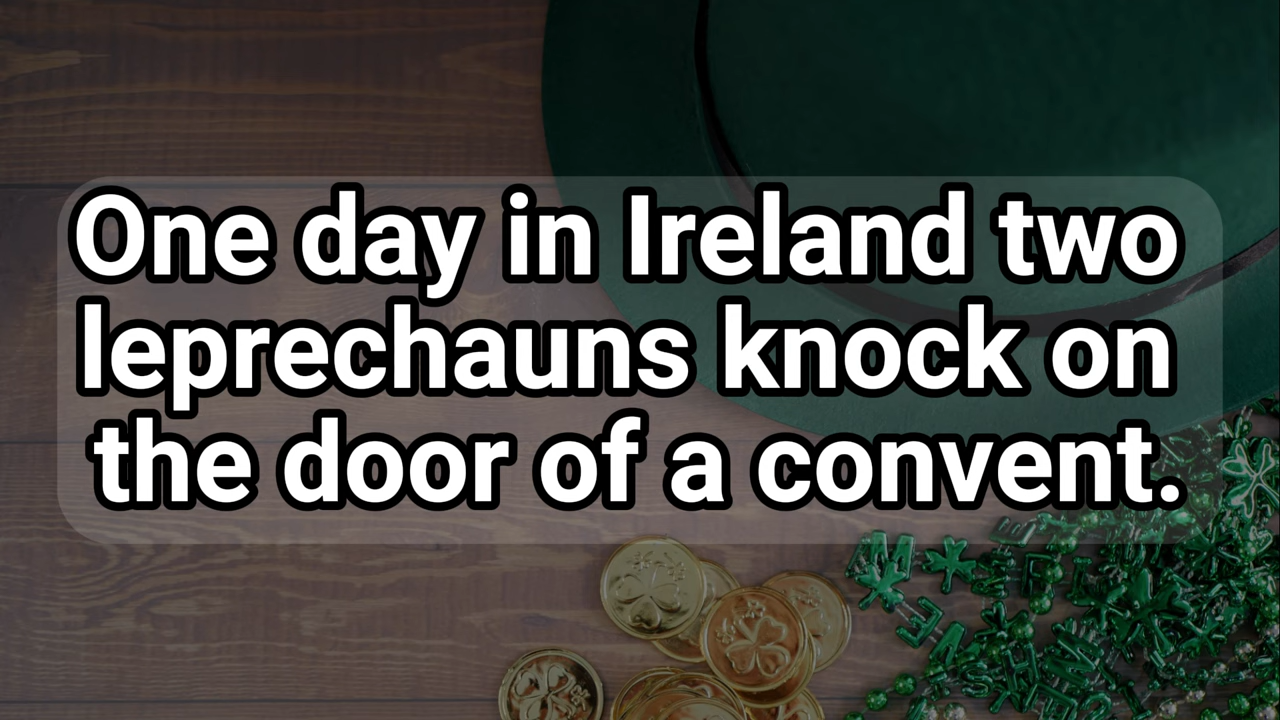 One day in Ireland two
leprechauns knock on
the door of a convent.